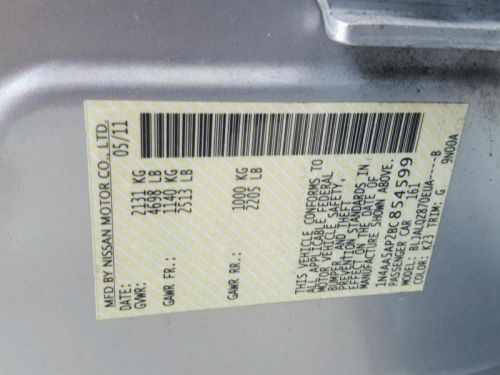 MFD BY NISSAN MOTOR CO., LTD.
DATE: 05/11
GVWR: 2131 KG
4698 LB
GAWR FR.: 1140 KG
2513 LB
GAWR RR.: 1000 KG
2205 LB
THIS VEHICLE CONFORMS TO
ALL APPLICABLE FEDERAL
MOTOR VEHICLE SAFETY,
BUMPER, AND THEFT
PREVENTION STANDARDS IN
EFFECT ON THE DATE OF
MANUFACTURE SHOWN ABOVE.
1N4AA5AP2BC854599
PASSENGER CAR 161
MODEL: BLJALQ2B70EUA-----B
COLOR: K23 TRIM: G 9N00A